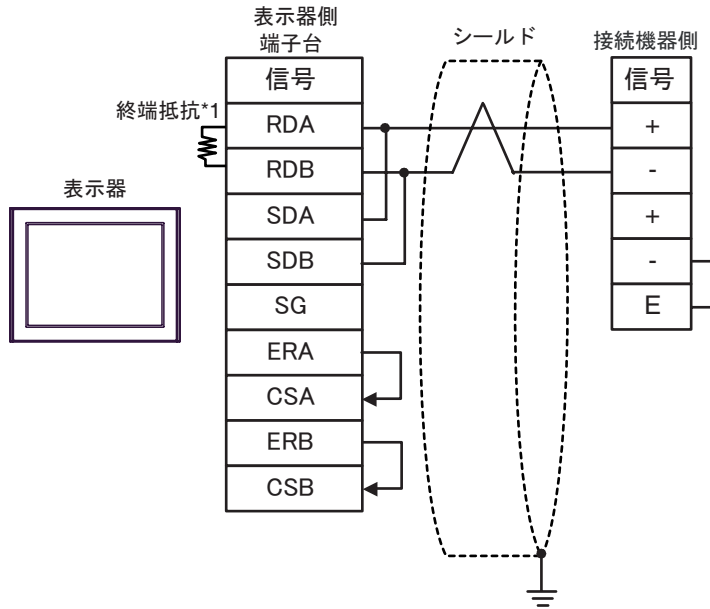 表示器側
端子台
シールド
接続機器側
信号
信号
終端抵抗*1
RDA
+
RDB
-
表示器
SDA
+
SDB
-
SG
E
ERA
CSA
ERB
CSB